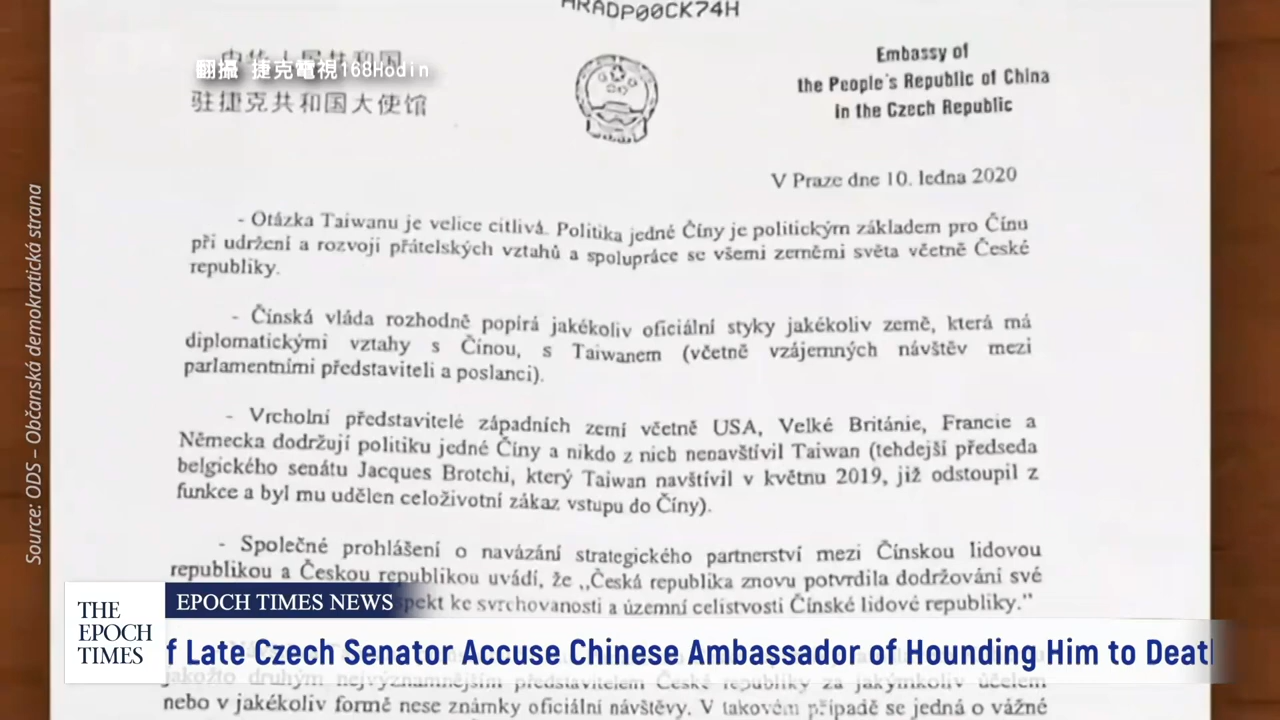 HRADP00CK74H
中华人民共和国
翻攝 捷克電視168Hodin
驻捷克共和国大使馆
Embassy of
the People's Republic of China
in the Czech Republic
V Praze dne 10. ledna 2020
- Otázka Taiwanu je velice citlivá. Politika jedné Číny je politickým základem pro Čínu
při udržení a rozvoji přátelských vztahů a spolupráce se všemi zeměmi světa včetně České
republiky.
- Čínská vláda rozhodně popírá jakékoliv oficiální styky jakékoliv země, která má
diplomatickými vztahy s Čínou, s Taiwanem (včetně vzájemných návštěv mezi
parlamentními představiteli a poslanci).
- Vrcholní představitelé západních zemí včetně USA, Velké Británie, Francie a
Německa dodržují politiku jedné Číny a nikdo z nich nenavštívil Taiwan (tehdejší předseda
belgického senátu Jacques Brotchi, který Taiwan navštívil v květnu 2019, již odstoupil z
funkce a byl mu udělen celoživotní zákaz vstupu do Číny).
- Společné prohlášení o navázání strategického partnerství mezi Čínskou lidovou
republikou a Českou republikou uvádí, že „Česká republika znovu potvrdila dodržování své
spekt ke svrchovanosti a územní celistvosti Čínské lidové republiky."
jakožto druhým nejvýznamnějším představitelem České republiky za jakýmkoliv účelem
nebo v jakékoliv formě nese známky oficiální návštěvy. V takovém případě se jedná o vážné
Source: ODS – Občanská demokratická strana
THE
EPOCH
TIMES
EPOCH TIMES NEWS
f Late Czech Senator Accuse Chinese Ambassador of Hounding Him to Death